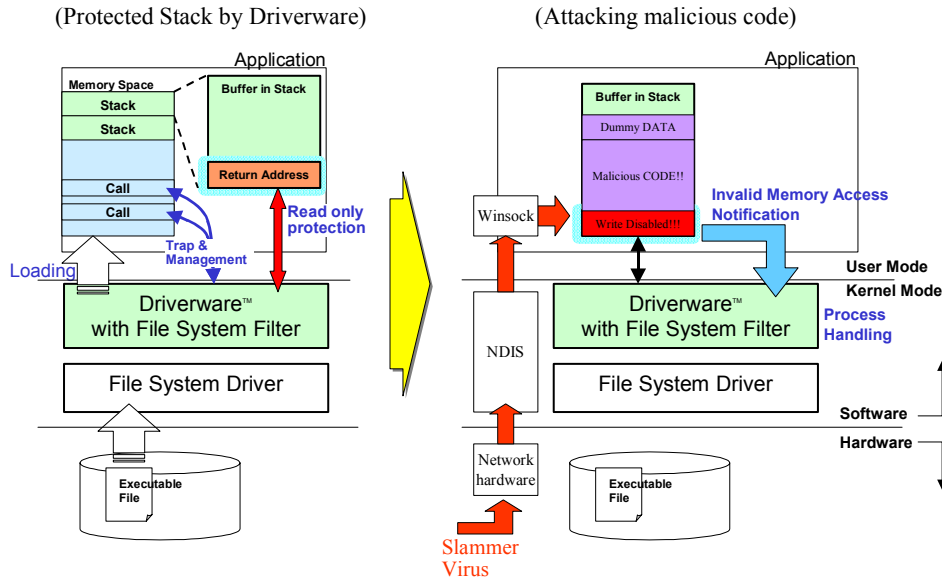 (Protected Stack by Driverware)
Application
Memory Space
Stack
Stack
Call
Call
Buffer in Stack
Return Address
Read only
protection
Trap &
Management
Loading
Driverware™
with File System Filter
File System Driver
Executable
File
(Attacking malicious code)
Application
Buffer in Stack
Dummy DATA
Malicious CODE!!
Write Disabled!!!
Winsock
Invalid Memory Access
Notification
User Mode
Kernel Mode
Driverware™
with File System Filter
Process
Handling
NDIS
File System Driver
Software
Hardware
Network
hardware
Executable
File
Slammer
Virus